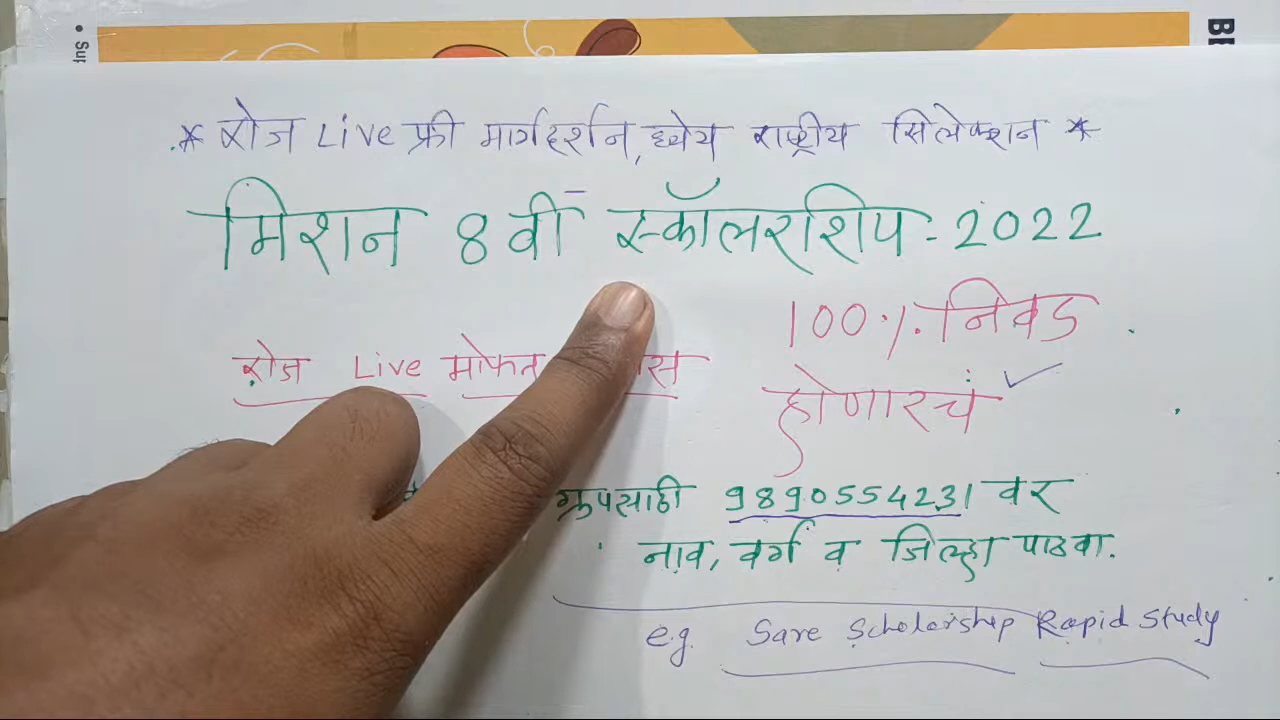 * रोज Live फ्री मार्गदर्शन, ध्येय राष्ट्रीय सिलेक्शन *
मिशन 8 वी स्कॉलरशिप - 2022
100% निवड
रोज Live मोफत
होणारचं ✓
ग्रुपसाठी 9890554231 वर
नाव, वर्ग व जिल्हा पाठवा.
e.g. Sare Scholarship Rapid Study